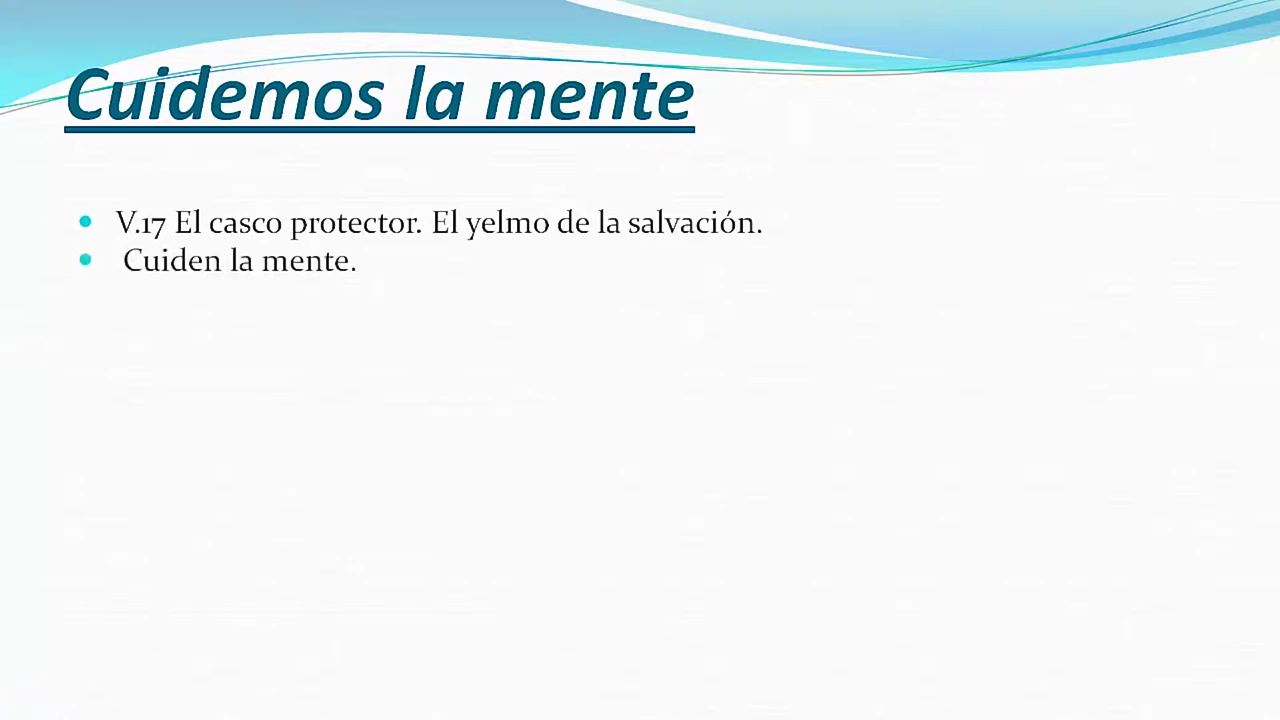 Cuidemos la mente
V.17 El casco protector. El yelmo de la salvación.
Cuiden la mente.